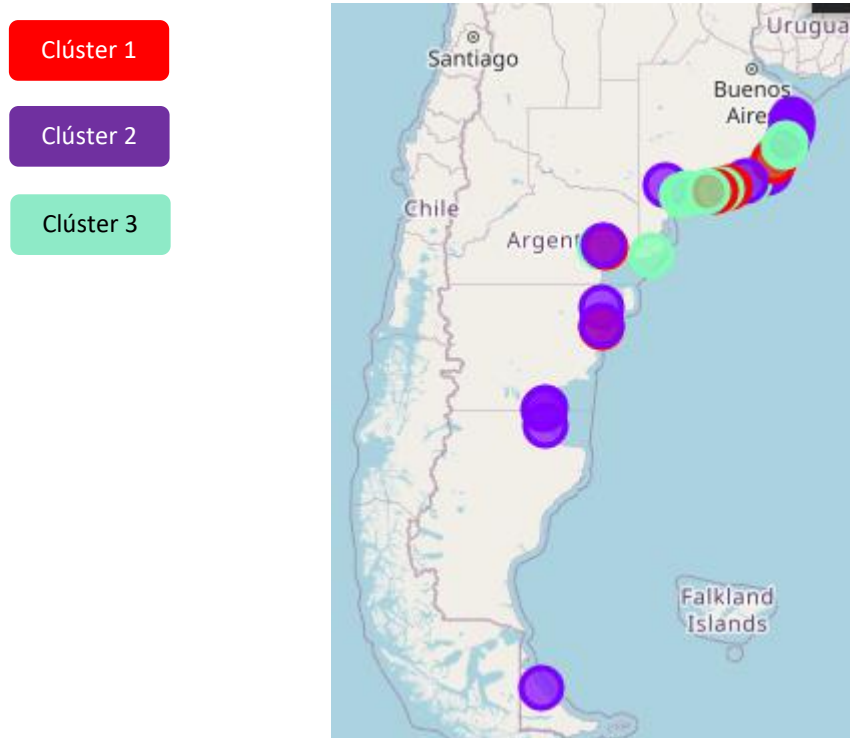 Clúster 1
Clúster 2
Clúster 3
Urugua
Santiago
Buenos
Aire
Chile
Argent
Falkland
Islands